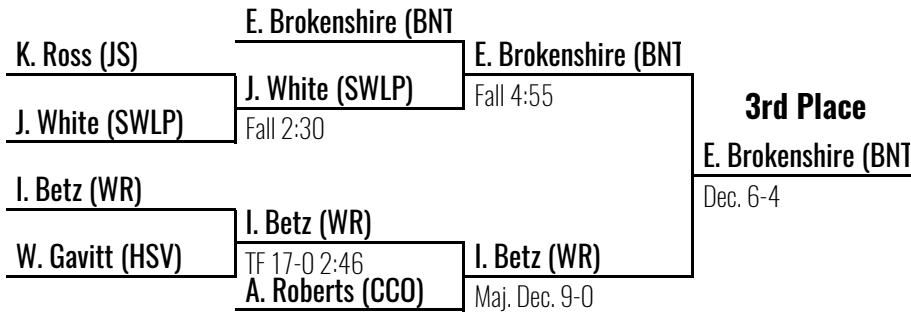 E. Brokenshire (BNT
K. Ross (JS)
E. Brokenshire (BNT
J. White (SWLP)
Fall 4:55
3rd Place
J. White (SWLP)
Fall 2:30
E. Brokenshire (BNT
I. Betz (WR)
Dec. 6-4
I. Betz (WR)
W. Gavitt (HSV)
TF 17-0 2:46
I. Betz (WR)
A. Roberts (CCO)
Maj. Dec. 9-0